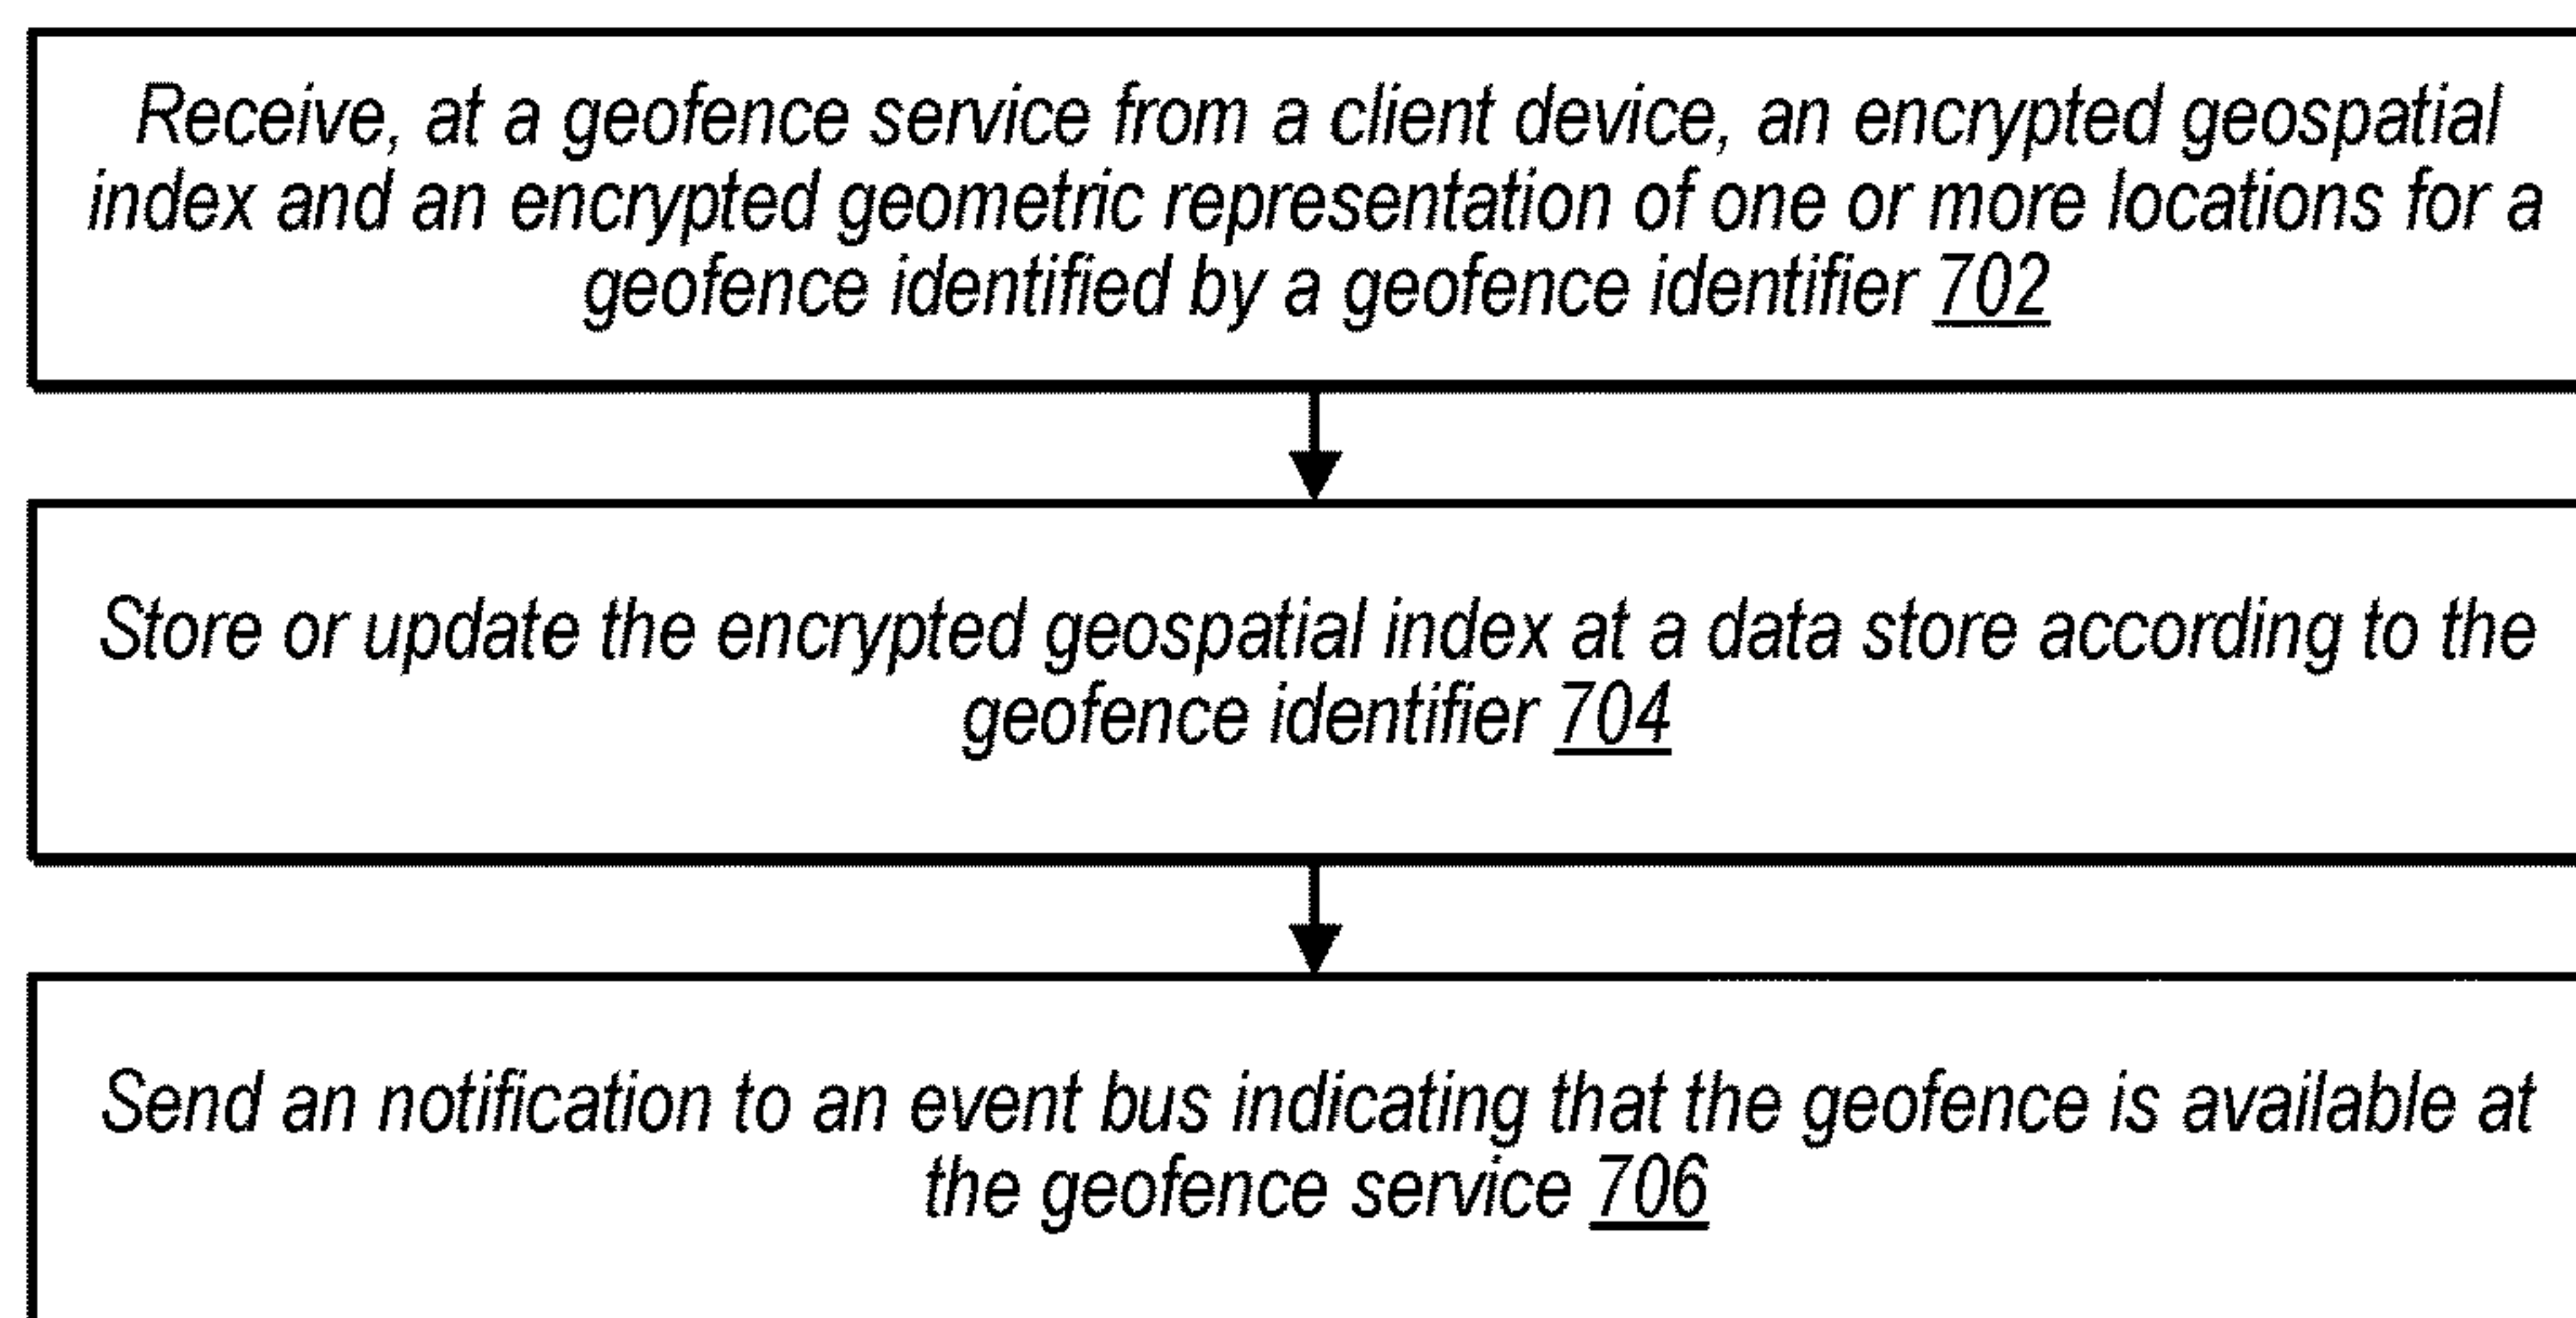 Receive, at a geofence service from a client device, an encrypted geospatial
index and an encrypted geometric representation of one or more locations for a
geofence identified by a geofence identifier 702
Store or update the encrypted geospatial index at a data store according to the
geofence identifier 704
Send an notification to an event bus indicating that the geofence is available at
the geofence service 706